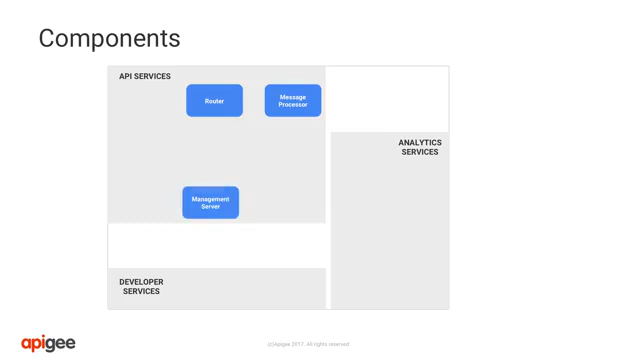 Components
API SERVICES
Router
Message
Processor
ANALYTICS
SERVICES
Management
Server
DEVELOPER
SERVICES
apigee
(c)Apigee 2017. All rights reserved